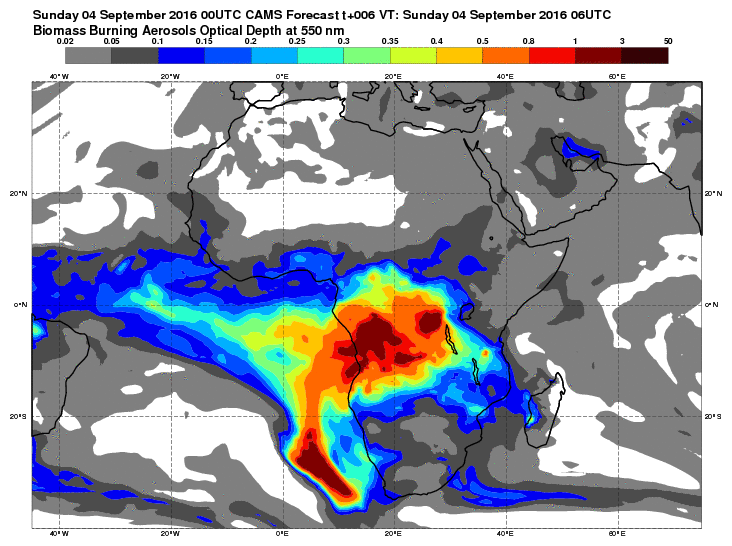 Sunday 04 September 2016 00UTC CAMS Forecast t+006 VT: Sunday 04 September 2016 06UTC
Biomass Burning Aerosols Optical Depth at 550 nm
0.02 0.05 0.1 0.15 0.2 0.25 0.3 0.35 0.4 0.5 0.8 1 3 50
40°W 20°W 0°E 20°E 40°E 60°E
20°N 20°N
0°N 0°N
20°S 20°S
40°W 20°W 0°E 20°E 40°E 60°E